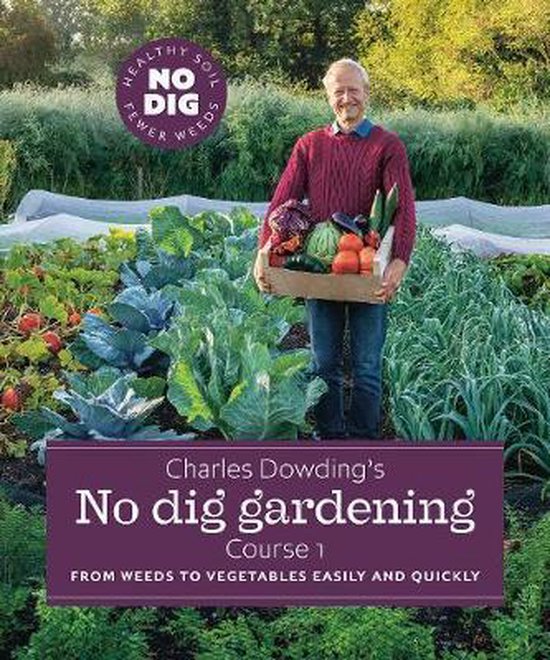 HEALTHY SOIL
NO
DIG
FEWER WEEDS
Charles Dowding's
No dig gardening
Course 1
FROM WEEDS TO VEGETABLES EASILY AND QUICKLY